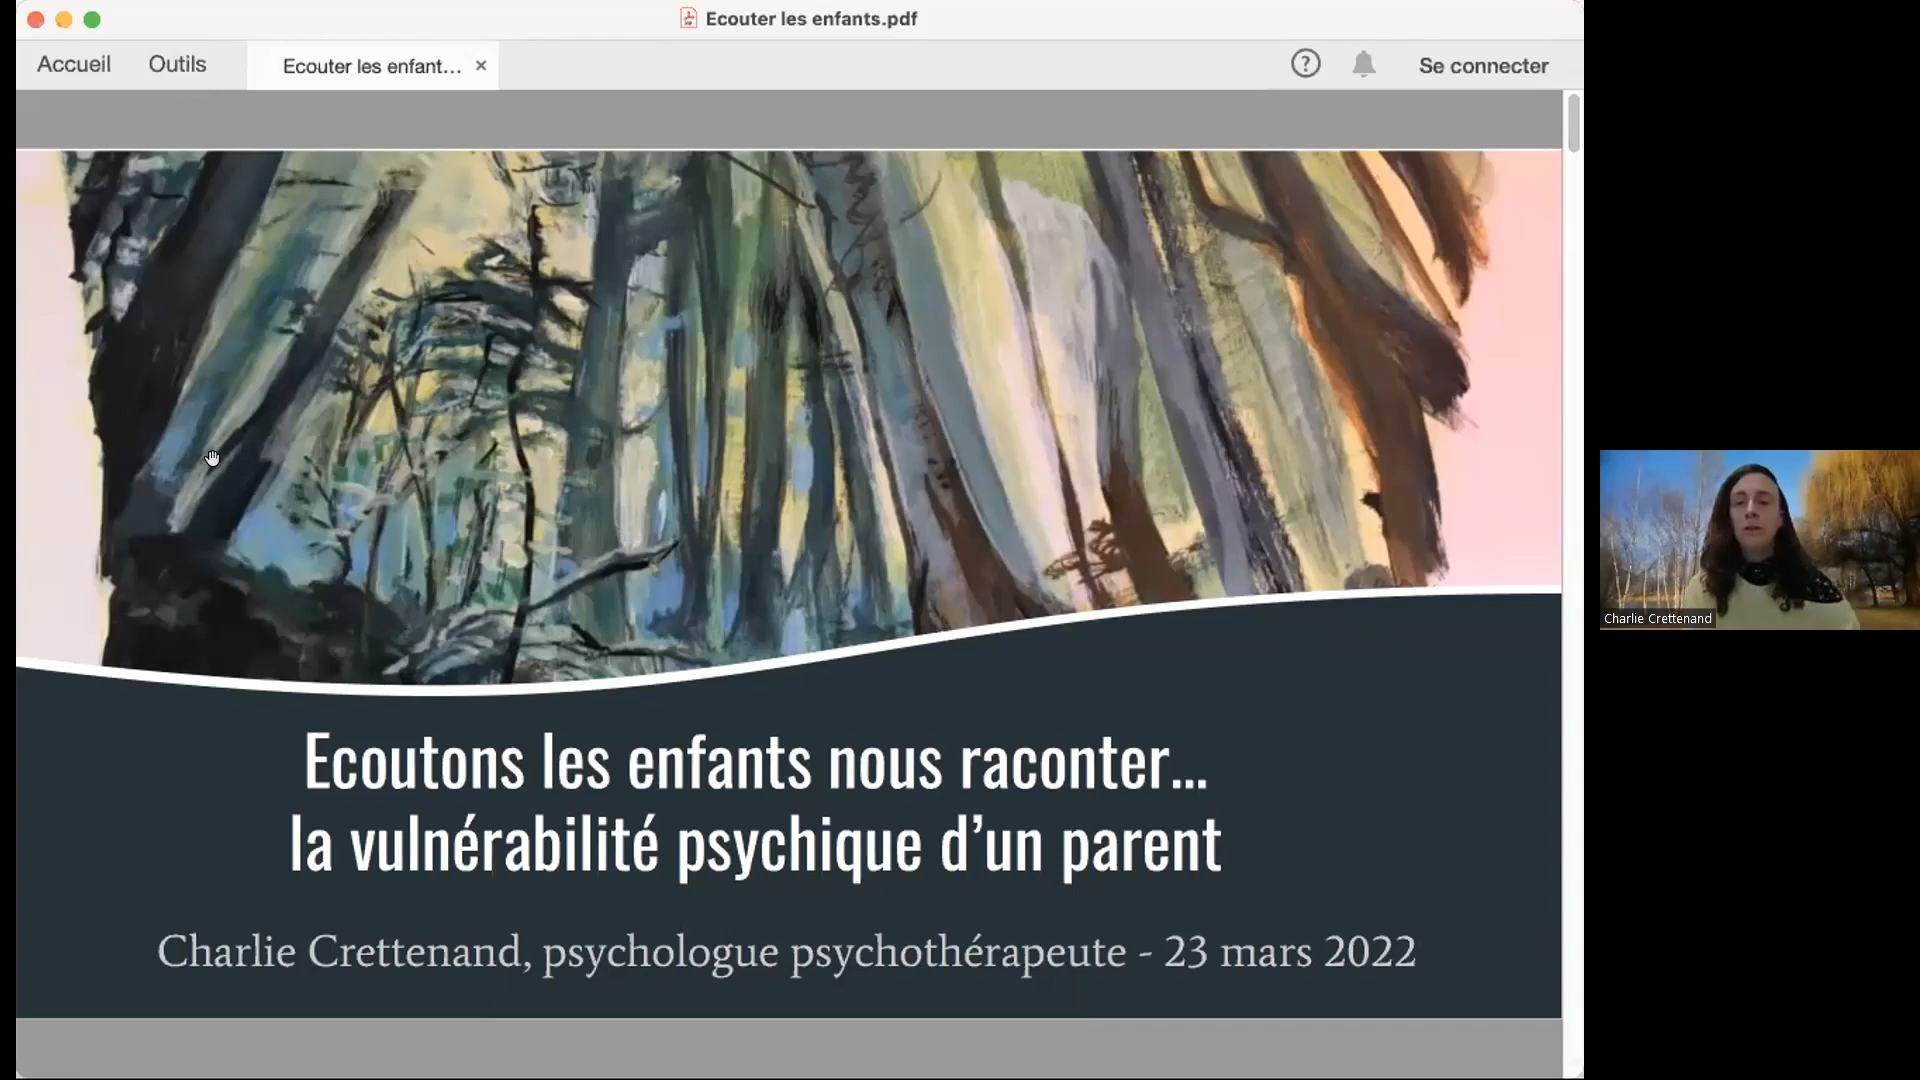 Ecouter les enfants.pdf
Accueil
Outils
Ecouter les enfant...
Se connecter
Charlie Crettenand
Ecoutons les enfants nous raconter...
la vulnérabilité psychique d’un parent
Charlie Crettenand, psychologue psychothérapeute - 23 mars 2022